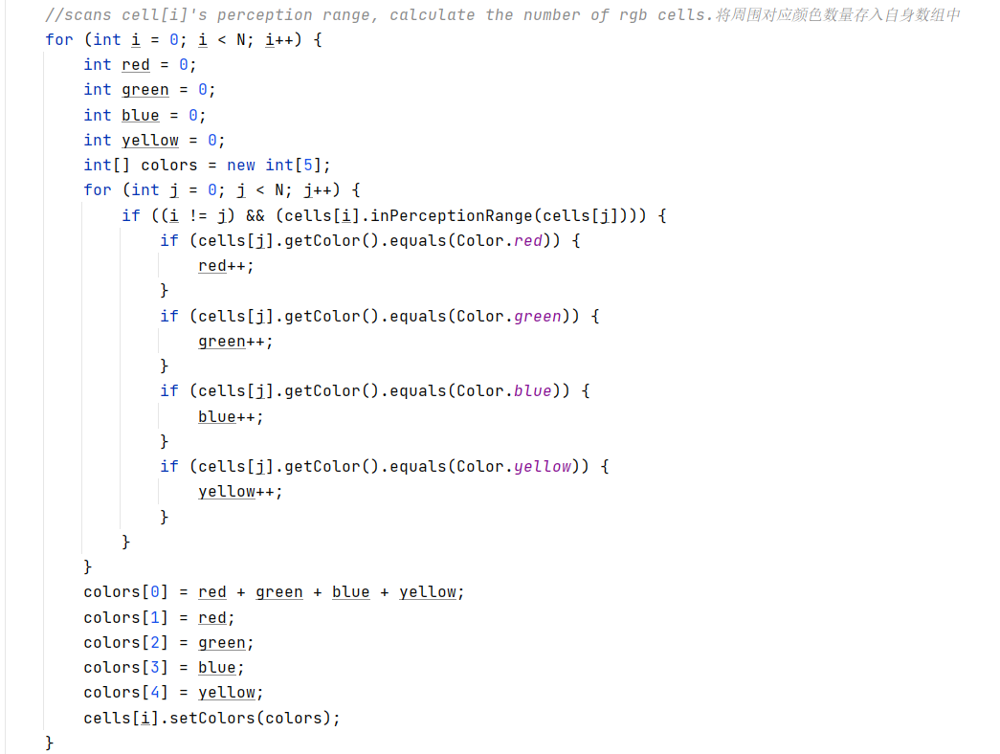 //scans cell[i]'s perception range, calculate the number of rgb cells.将周围对应颜色数量存入自身数组中
for (int i = 0; i < N; i++) {
int red = 0;
int green = 0;
int blue = 0;
int yellow = 0;
int[] colors = new int[5];
for (int j = 0; j < N; j++) {
if ((i != j) && (cells[i].inPerceptionRange(cells[j]))) {
if (cells[j].getColor().equals(Color.red)) {
red++;
}
if (cells[j].getColor().equals(Color.green)) {
green++;
}
if (cells[j].getColor().equals(Color.blue)) {
blue++;
}
if (cells[j].getColor().equals(Color.yellow)) {
yellow++;
}
}
}
colors[0] = red + green + blue + yellow;
colors[1] = red;
colors[2] = green;
colors[3] = blue;
colors[4] = yellow;
cells[i].setColors(colors);
}